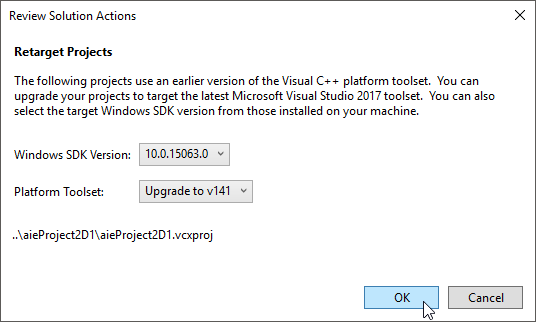 Review Solution Actions
Retarget Projects
The following projects use an earlier version of the Visual C++ platform toolset.  You can
upgrade your projects to target the latest Microsoft Visual Studio 2017 toolset.  You can also
select the target Windows SDK version from those installed on your machine.
Windows SDK Version: 10.0.15063.0
Platform Toolset: Upgrade to v141
..\aieProject2D1\aieProject2D1.vcxproj
OK Cancel